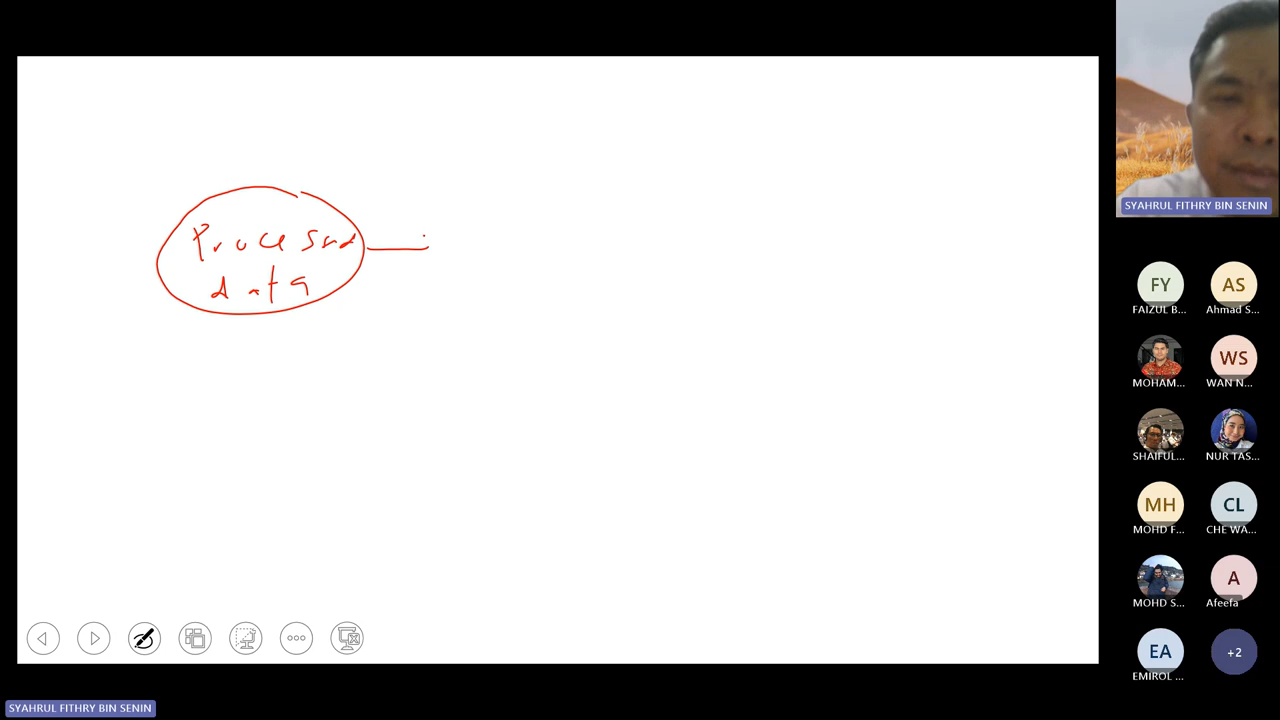 Processed
data
SYAHRUL FITHRY BIN SENIN
FY
AS
FAIZUL B...
Ahmad S...
WS
MOHAM...
WAN N...
SHAIFUL...
NUR TAS...
MH
CL
MOHD F...
CHE WA...
A
MOHD S...
Afeefa
EA
+2
EMIROL ...
SYAHRUL FITHRY BIN SENIN